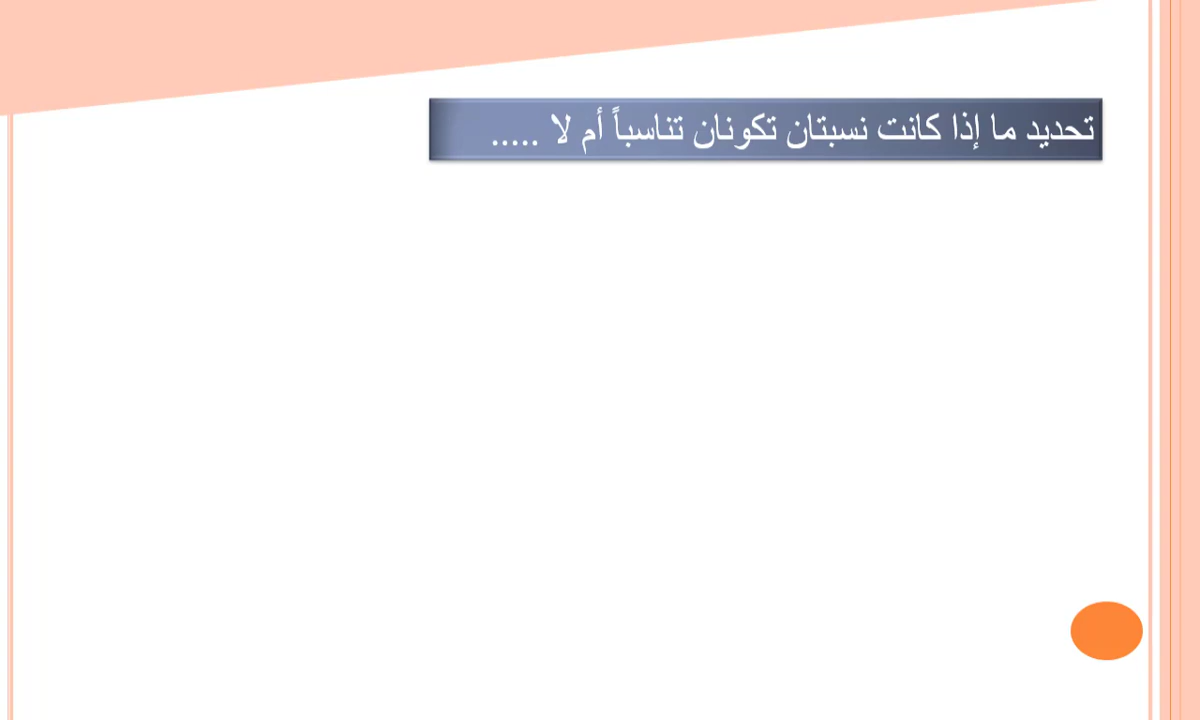 تحديد ما إذا كانت نسبتان تكونان تناسباً أم لا .....